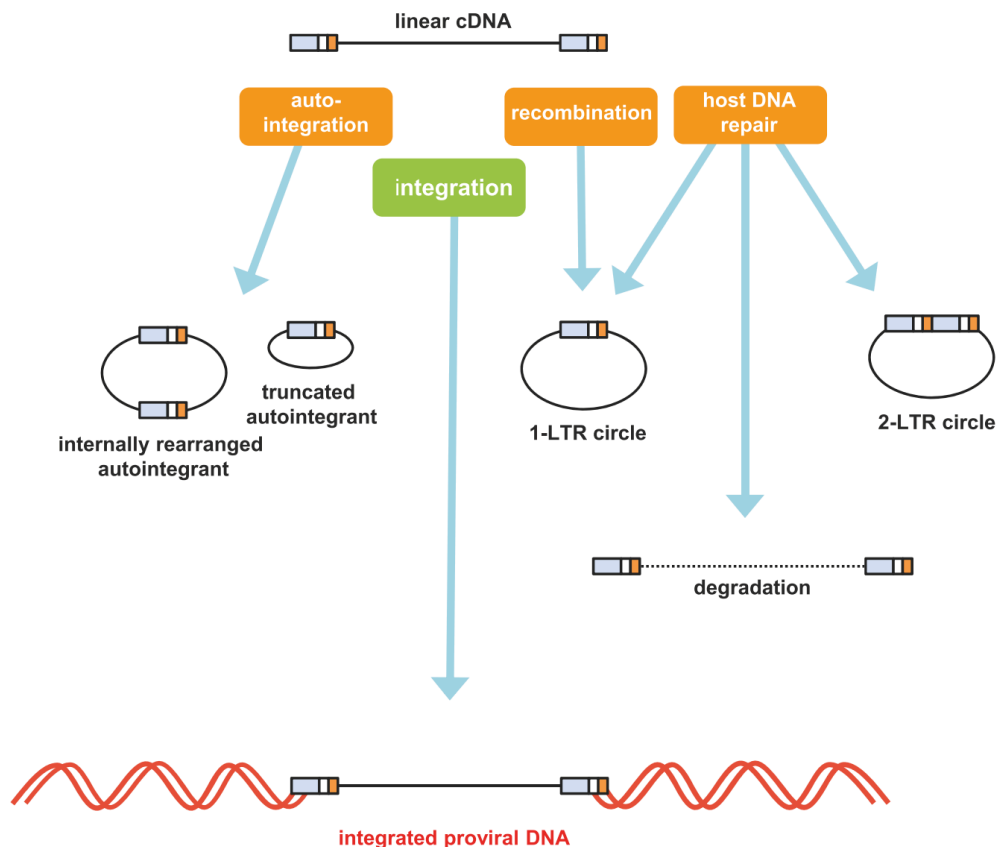 linear cDNA
auto-
integration
recombination
host DNA
repair
integration
truncated
autointegrant
internally rearranged
autointegrant
1-LTR circle
2-LTR circle
degradation
integrated proviral DNA